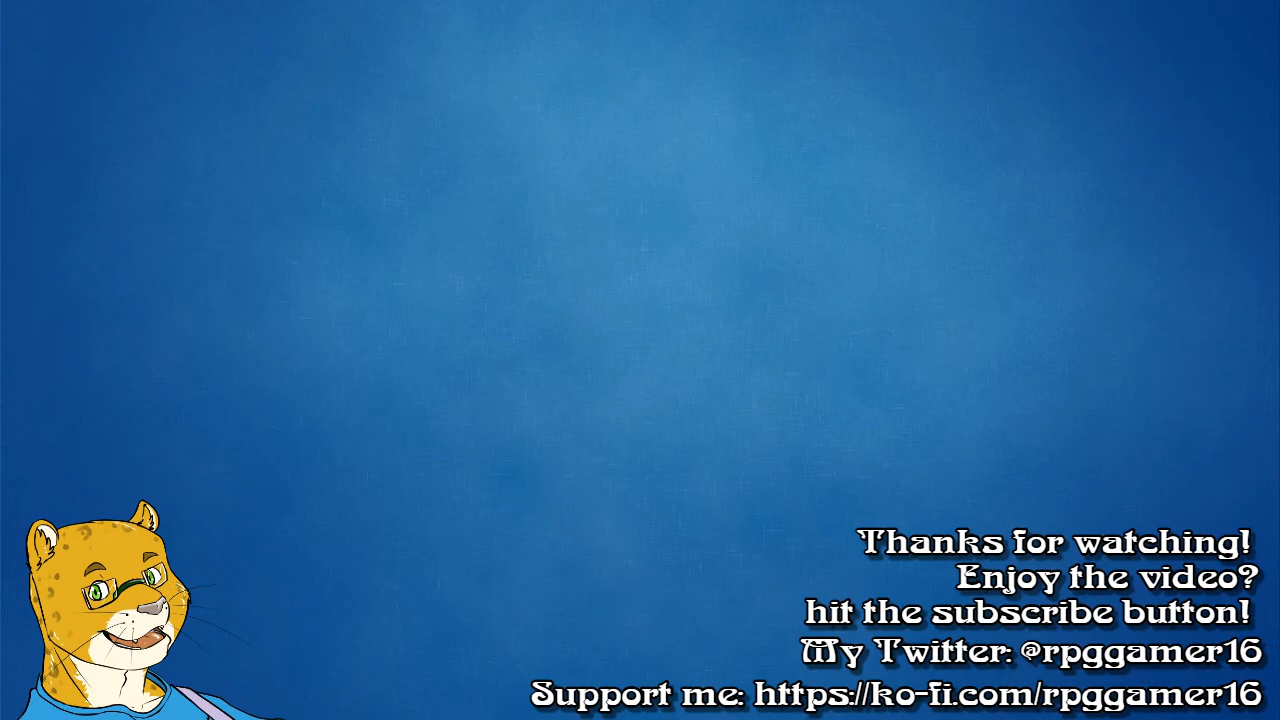 Thanks for watching!
Enjoy the video?
hit the subscribe button!
My Twitter: @rpggamer16
Support me: https://ko-fi.com/rpggamer16